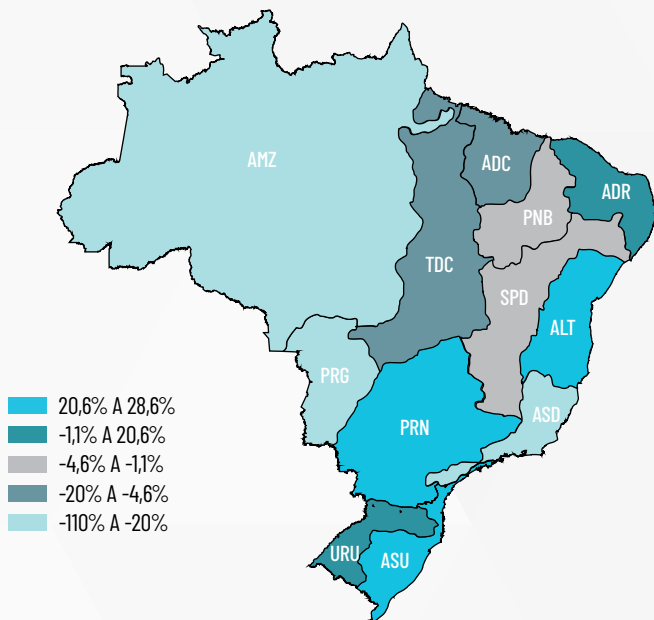 AMZ
ADC
ADR
PNB
TDC
SPD
ALT
PRG
ASD
PRN
URU
ASU
20,6% A 28,6%
-1,1% A 20,6%
-4,6% A -1,1%
-20% A -4,6%
-110% A -20%